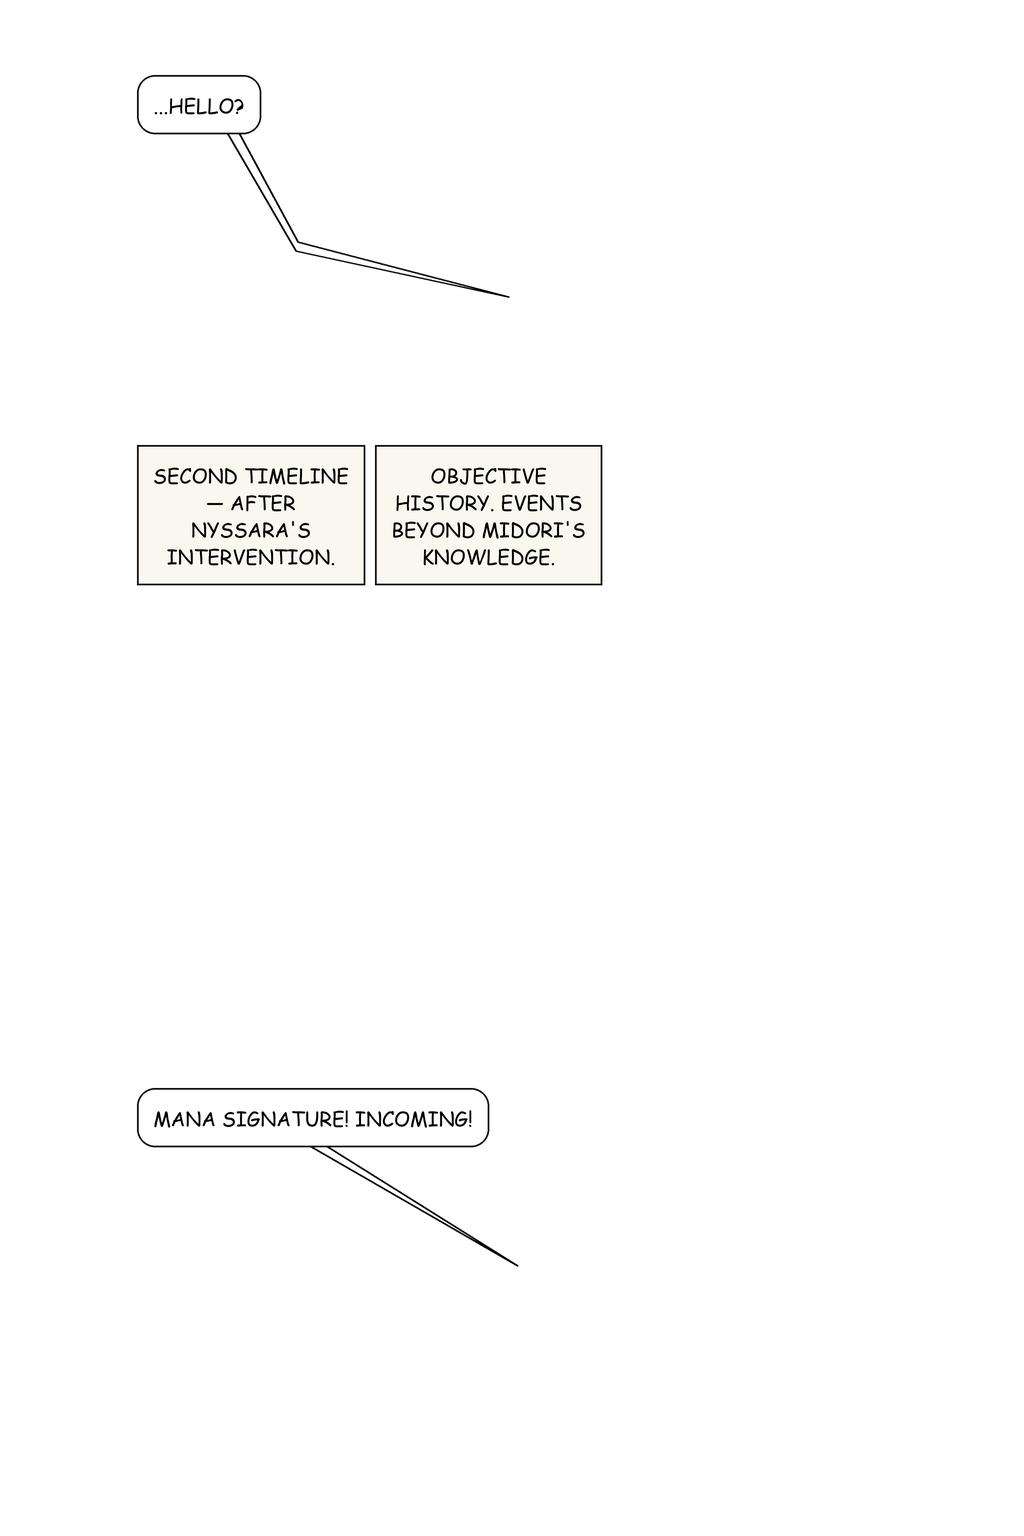 ...HELLO?
SECOND TIMELINE
— AFTER
NYSSARA'S
INTERVENTION.
OBJECTIVE
HISTORY. EVENTS
BEYOND MIDORI'S
KNOWLEDGE.
MANA SIGNATURE! INCOMING!